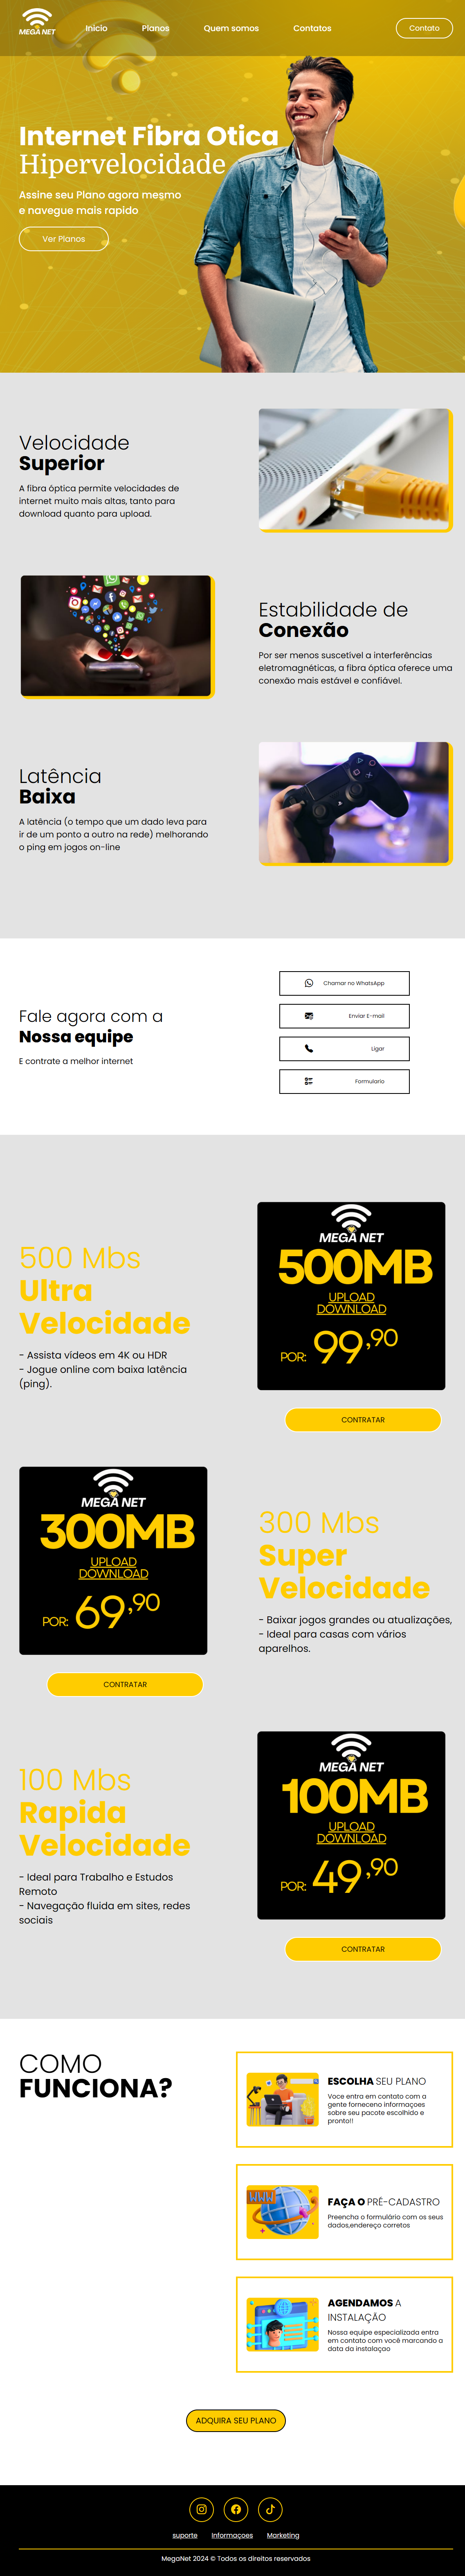 MEGA NET
Inicio
Planos
Quem somos
Contatos
Contato
Internet Fibra Otica
Hipervelocidade
Assine seu Plano agora mesmo
e navegue mais rapido
Ver Planos
Velocidade
Superior
A fibra óptica permite velocidades de
internet muito mais altas, tanto para
download quanto para upload.
Estabilidade de
Conexão
Por ser menos suscetível a interferências
eletromagnéticas, a fibra óptica oferece uma
conexão mais estável e confiável.
Latência
Baixa
A latência (o tempo que um dado leva para
ir de um ponto a outro na rede) melhorando
o ping em jogos on-line
Fale agora com a
Nossa equipe
E contrate a melhor internet
Chamar no WhatsApp
Enviar E-mail
Ligar
Formulario
500 Mbs
Ultra
Velocidade
- Assista vídeos em 4K ou HDR
- Jogue online com baixa latência
(ping).
MEGA NET
500MB
UPLOAD
DOWNLOAD
POR: 99,90
CONTRATAR
MEGA NET
300MB
UPLOAD
DOWNLOAD
POR: 69,90
CONTRATAR
300 Mbs
Super
Velocidade
- Baixar jogos grandes ou atualizações,
- Ideal para casas com vários
aparelhos.
100 Mbs
Rapida
Velocidade
- Ideal para Trabalho e Estudos
Remoto
- Navegação fluida em sites, redes
sociais
MEGA NET
100MB
UPLOAD
DOWNLOAD
POR: 49,90
CONTRATAR
COMO
FUNCIONA?
ESCOLHA SEU PLANO
Voce entra em contato com a
gente forneceno informaçoes
sobre seu pacote escolhido e
pronto!!
WWW
FAÇA O PRÉ-CADASTRO
Preencha o formulário com os seus
dados,endereço corretos
AGENDAMOS A
INSTALAÇÃO
Nossa equipe especializada entra
em contato com você marcando a
data da instalaçao
ADQUIRA SEU PLANO
suporte
Informaçoes
Marketing
MegaNet 2024 © Todos os direitos reservados